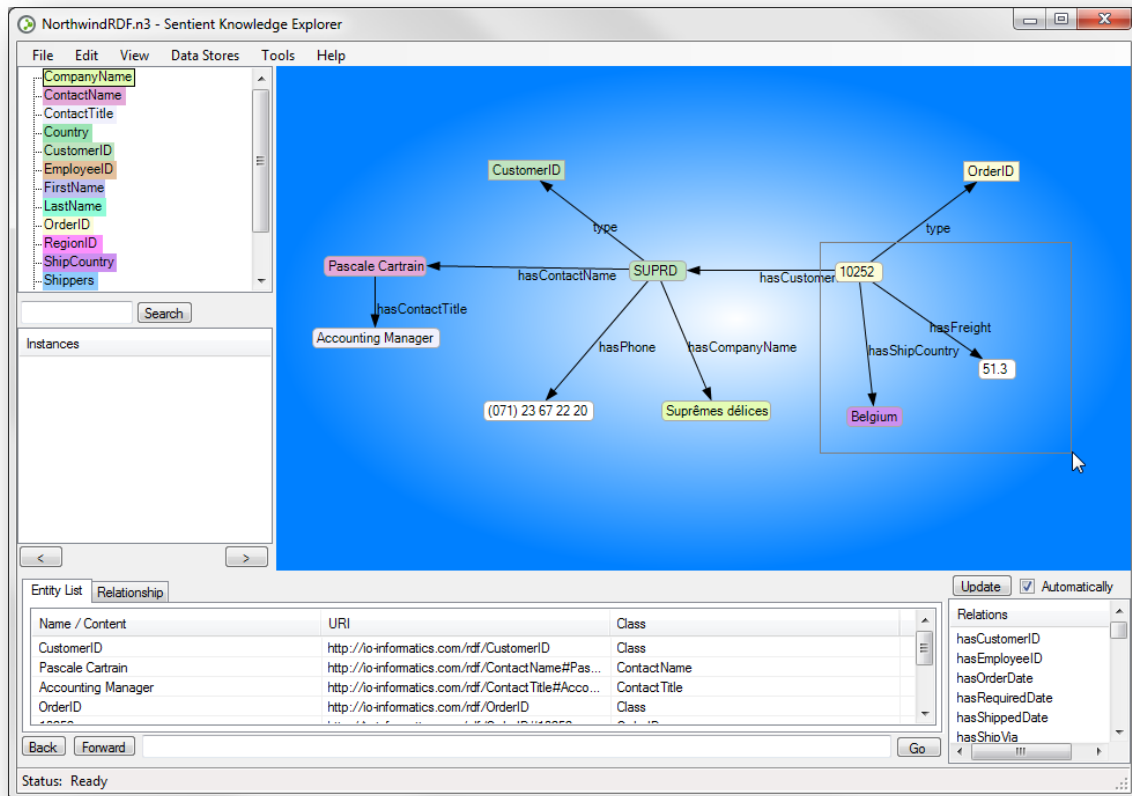 NorthwindRDF.n3 - Sentient Knowledge Explorer
File Edit View Data Stores Tools Help
CompanyName
ContactName
ContactTitle
Country
CustomerID
EmployeeID
FirstName
LastName
OrderID
RegionID
ShipCountry
Shippers
Search
Instances
< >
CustomerID
OrderID
type
type
Pascale Cartrain
hasContactName
SUPRD
hasCustomer
10252
hasContactTitle
Accounting Manager
hasPhone
hasCompanyName
hasFreight
hasShipCountry
51.3
(071) 23 67 22 20
Suprêmes délices
Belgium
Entity List Relationship
Name / Content URI Class
CustomerID http://io-informatics.com/rdf/CustomerID Class
Pascale Cartrain http://io-informatics.com/rdf/ContactName#Pas... ContactName
Accounting Manager http://io-informatics.com/rdf/ContactTitle#Acco... ContactTitle
OrderID http://io-informatics.com/rdf/OrderID Class
Back Forward Go
Update Automatically
Relations
hasCustomerID
hasEmployeeID
hasOrderDate
hasRequiredDate
hasShippedDate
hasShipVia
Status: Ready